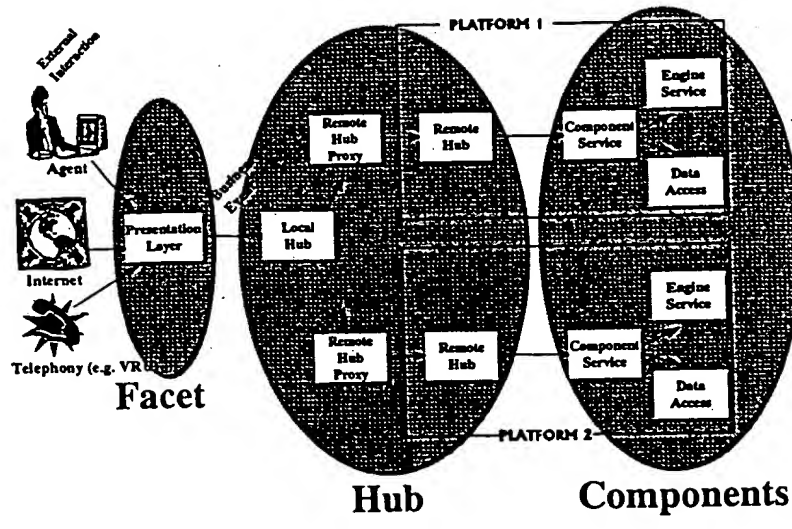 PLATFORM 1
External
Interaction
Engine
Service
Remote
Hub
Proxy
Remote
Hub
Component
Service
Agent
Data
Access
Business
Presentation
Layer
Local
Hub
Internet
Engine
Service
Remote
Hub
Proxy
Remote
Hub
Component
Service
Telephony (e.g. VR
Data
Access
Facet
PLATFORM 2
Hub
Components